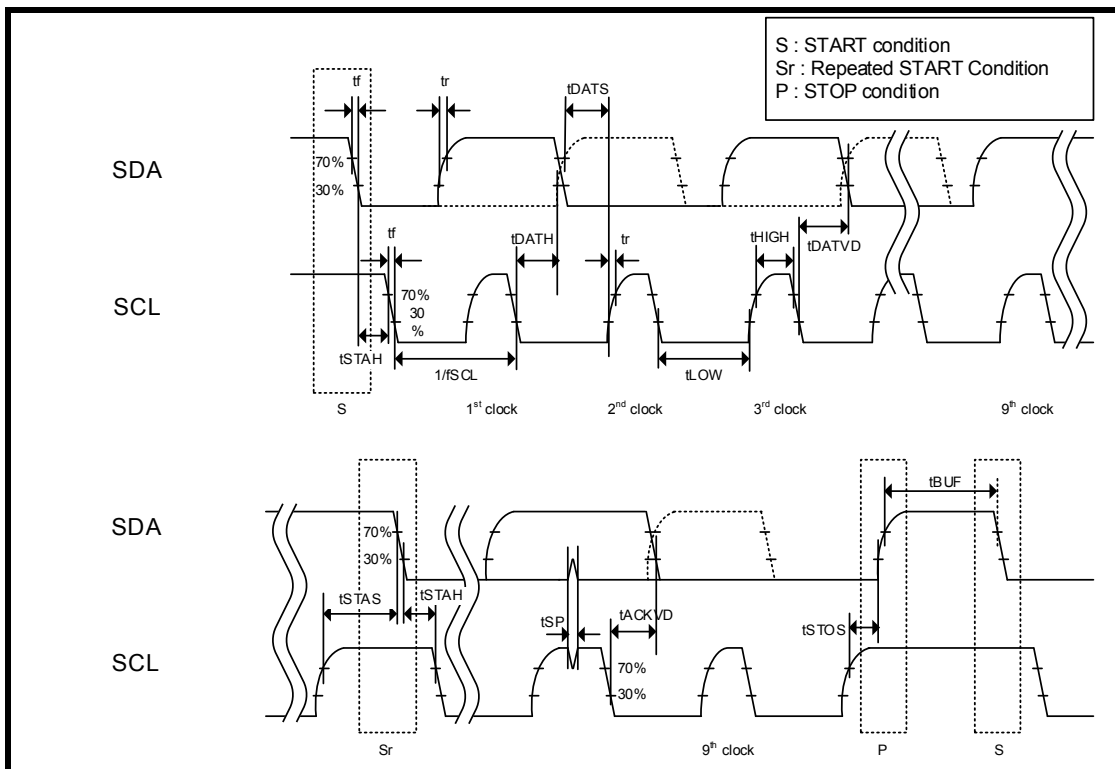 S : START condition
Sr : Repeated START Condition
P : STOP condition
tf
tr
tDATS
SDA
70%
30%
tf
tDATH
tr
tHIGH
tDATVD
SCL
70%
30
%
tSTAH
1/fSCL
tLOW
S
1st clock
2nd clock
3rd clock
9th clock
tBUF
SDA
70%
30%
tSTAS
tSTAH
tSP
tACKVD
tSTOS
SCL
70%
30%
Sr
9th clock
P
S